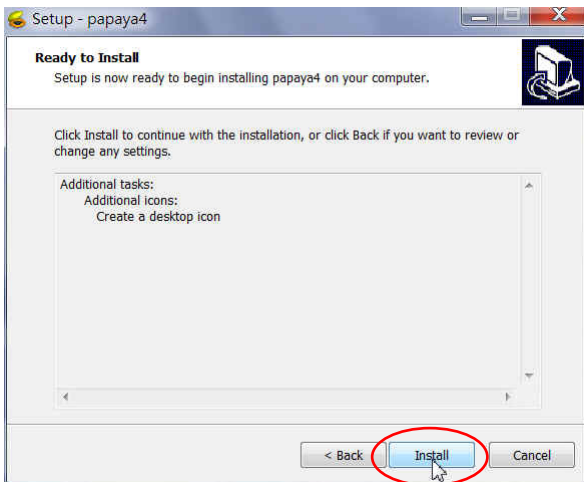 Setup - papaya4
Ready to Install
Setup is now ready to begin installing papaya4 on your computer.
Click Install to continue with the installation, or click Back if you want to review or
change any settings.
Additional tasks:
Additional icons:
Create a desktop icon
< Back
Install
Cancel